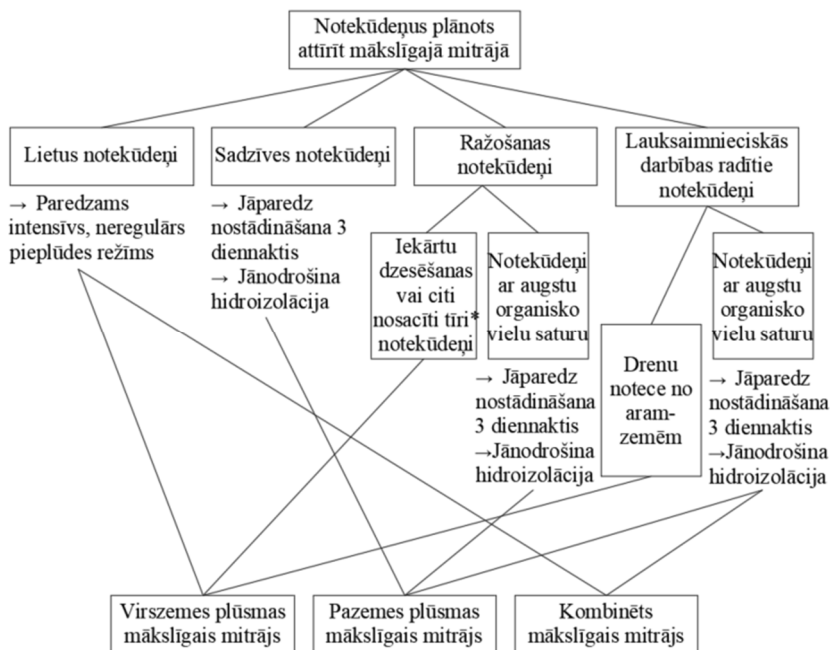 Notekūdeņus plānots
attīrīt mākslīgajā mitrājā
Lietus notekūdeņi
→ Paredzams
intensīvs, neregulārs
pieplūdes režīms
Sadzīves notekūdeņi
→ Jāparedz
nostādināšana 3
diennaktis
→ Jānodrošina
hidroizolācija
Ražošanas
notekūdeņi
Iekārtu
dzesēšanas
vai citi
nosacīti tīri*
notekūdeņi
Notekūdeņi
ar augstu
organisko
vielu saturu
→ Jāparedz
nostādināšana
3 diennaktis
→Jānodrošina
hidroizolācija
Lauksaimnieciskās
darbības radītie
notekūdeņi
Drenu
notece no
aram-
zemēm
Notekūdeņi
ar augstu
organisko
vielu saturu
→ Jāparedz
nostādināšana
3 diennaktis
→Jānodrošina
hidroizolācija
Virszemes plūsmas
mākslīgais mitrājs
Pazemes plūsmas
mākslīgais mitrājs
Kombinēts
mākslīgais mitrājs